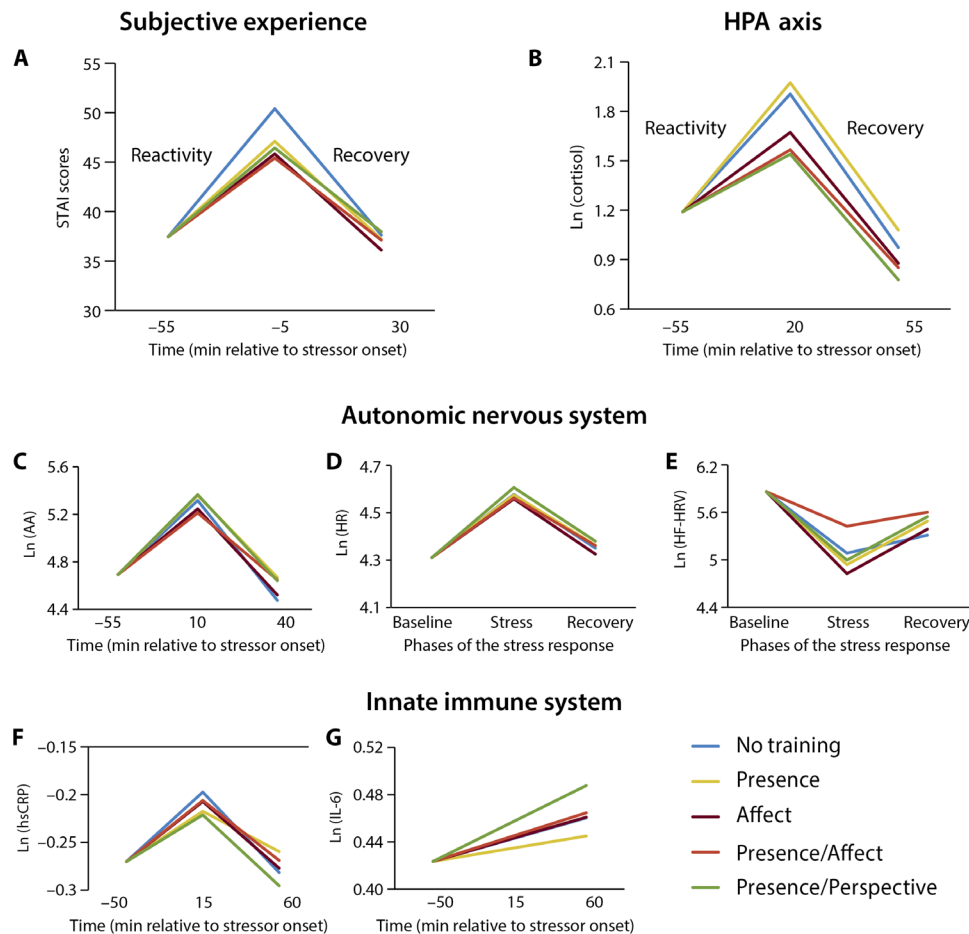 Subjective experience
HPA axis
A
55
50
45
40
35
30
STAI scores
Reactivity
Recovery
–55
–5
30
Time (min relative to stressor onset)
B
2.1
1.8
1.5
1.2
0.9
0.6
Ln (cortisol)
Reactivity
Recovery
–55
20
55
Time (min relative to stressor onset)
Autonomic nervous system
C
5.6
5.2
4.8
4.4
Ln (AA)
–55
10
40
Time (min relative to stressor onset)
D
4.7
4.5
4.3
4.1
Ln (HR)
Baseline
Stress
Recovery
Phases of the stress response
E
6.2
5.6
5
4.4
Ln (HF-HRV)
Baseline
Stress
Recovery
Phases of the stress response
Innate immune system
F
–0.15
–0.2
–0.25
–0.3
Ln (hsCRP)
–50
15
60
Time (min relative to stressor onset)
G
0.52
0.48
0.44
0.40
Ln (IL-6)
–50
15
60
Time (min relative to stressor onset)
No training
Presence
Affect
Presence/Affect
Presence/Perspective